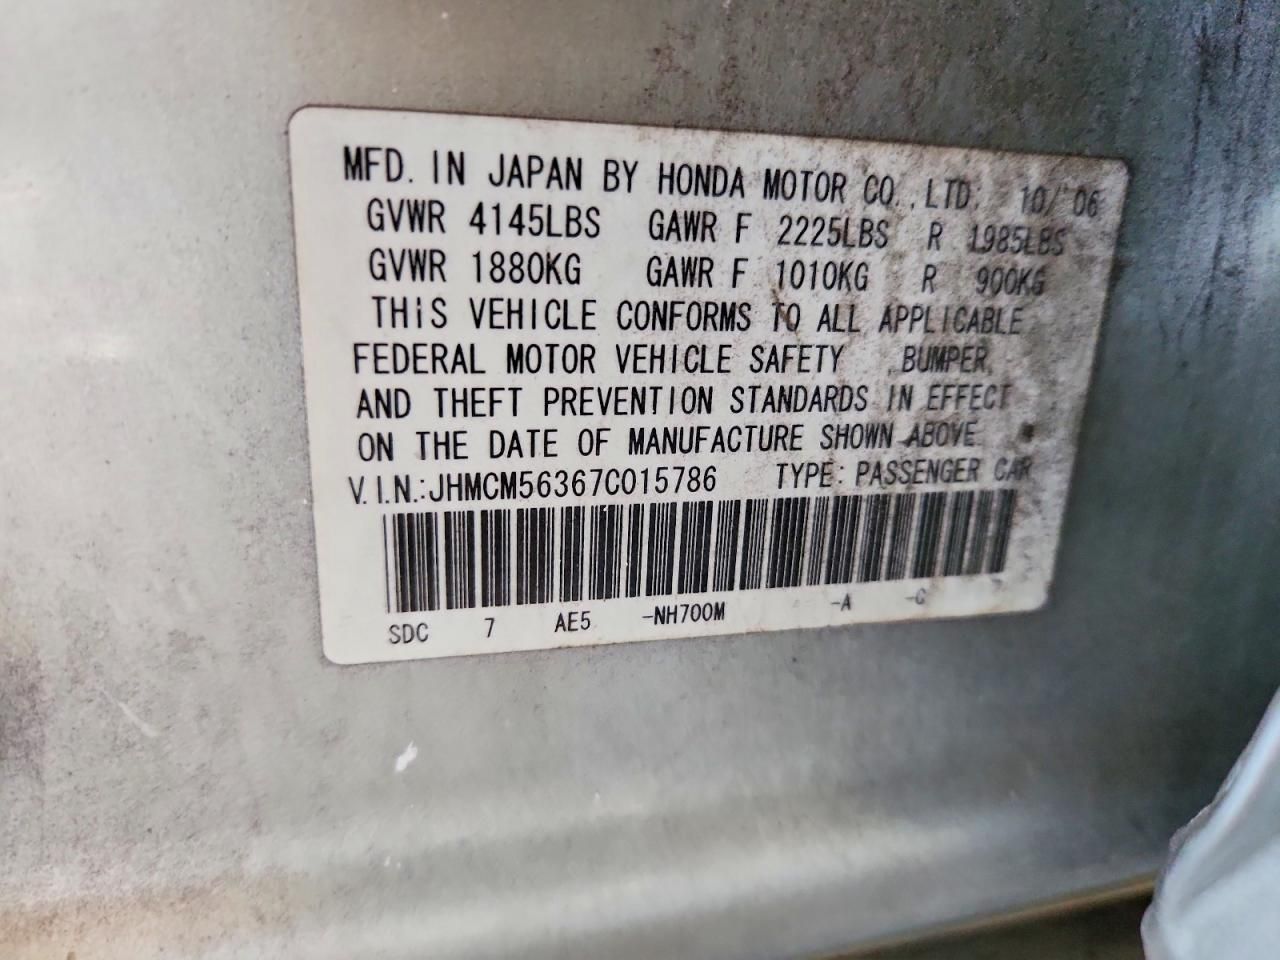 MFD. IN JAPAN BY HONDA MOTOR CO.,LTD. 10/'06
GVWR 4145LBS GAWR F 2225LBS R 1985LBS
GVWR 1880KG GAWR F 1010KG R 900KG
THiS VEHICLE CONFORMS TO ALL APPLICABLE
FEDERAL MOTOR VEHICLE SAFETY ,BUMPER,
AND THEFT PREVENTION STANDARDS IN EFFECT
ON THE DATE OF MANUFACTURE SHOWN ABOVE.
V.I.N.:JHMCM56367C015786 TYPE: PASSENGER CAR
SDC 7 AE5 -NH700M -A -C